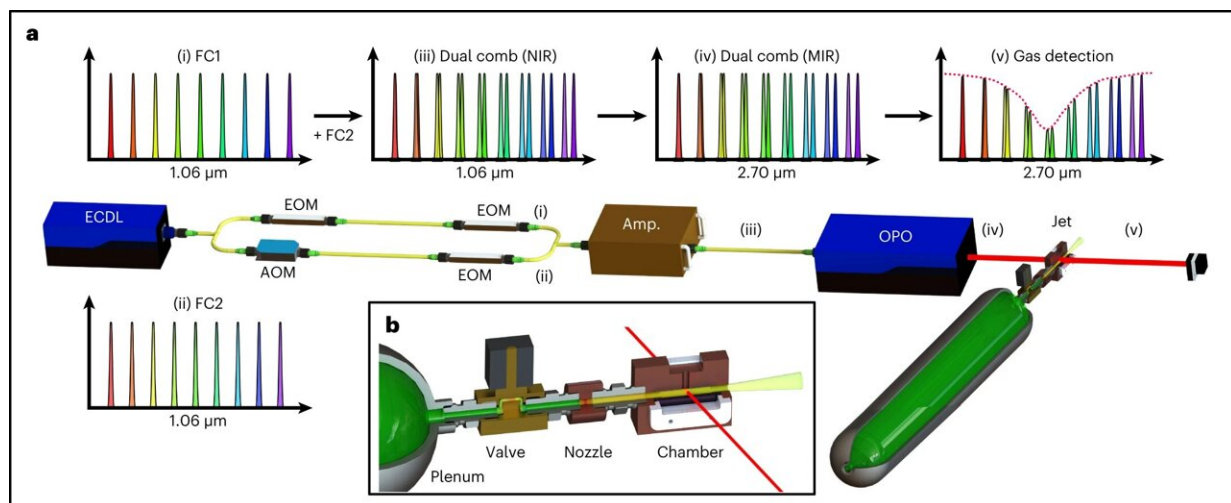 a
(i) FC1
1.06 µm
+ FC2
(iii) Dual comb (NIR)
1.06 µm
(iv) Dual comb (MIR)
2.70 µm
(v) Gas detection
2.70 µm
ECDL
EOM
EOM
(i)
AOM
EOM
(ii)
Amp.
(iii)
OPO
(iv)
Jet
(v)
(ii) FC2
1.06 µm
b
Valve
Nozzle
Chamber
Plenum